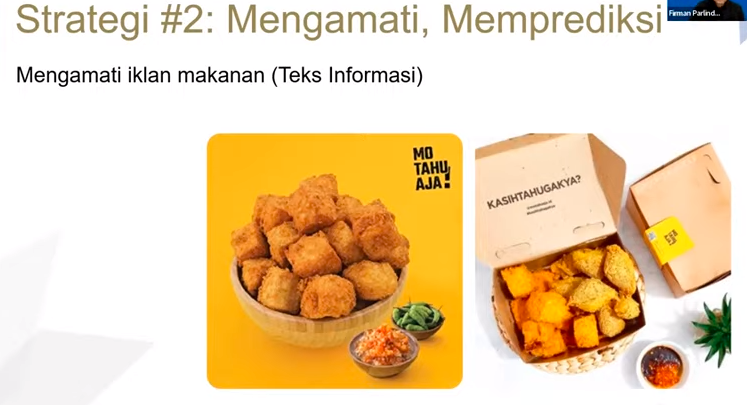 Strategi #2: Mengamati, Memprediksi
Firman Parlind...
Mengamati iklan makanan (Teks Informasi)
MO
TAHU
AJA!
KASIHTAHUGAKYA?